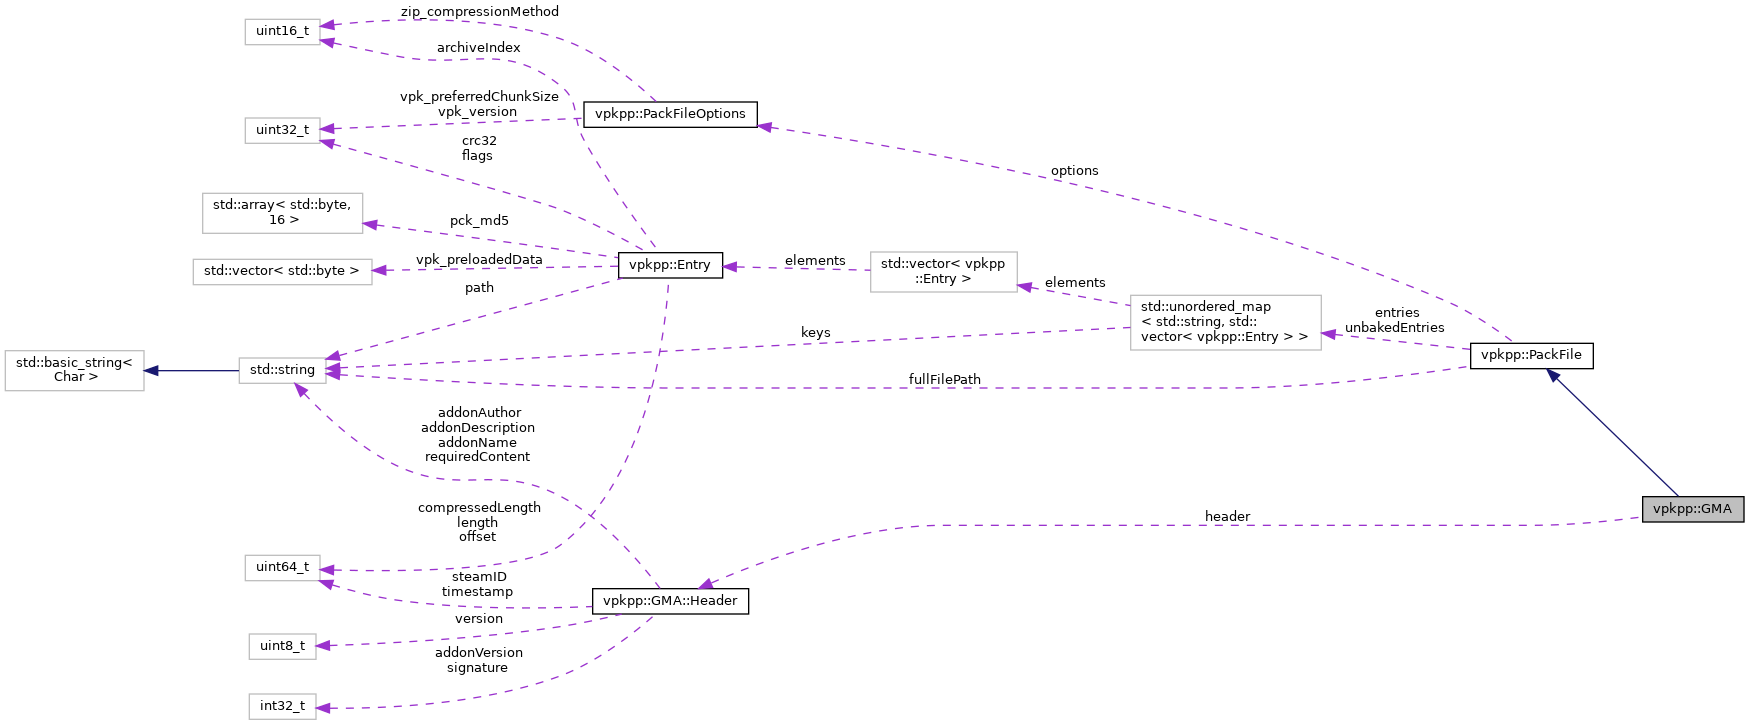 zip_compressionMethod
uint16_t
archiveIndex
vpk_preferredChunkSize
vpk_version
vpkpp::PackFileOptions
uint32_t
crc32
flags
options
std::array< std::byte,
16 >
pck_md5
vpk_preloadedData
std::vector< std::byte >
vpkpp::Entry
elements
std::vector< vpkpp
::Entry >
elements
path
std::unordered_map
< std::string, std::
vector< vpkpp::Entry > >
entries
unbakedEntries
keys
vpkpp::PackFile
std::basic_string<
Char >
std::string
fullFilePath
addonAuthor
addonDescription
addonName
requiredContent
compressedLength
length
offset
header
vpkpp::GMA
uint64_t
steamID
timestamp
vpkpp::GMA::Header
version
uint8_t
addonVersion
signature
int32_t